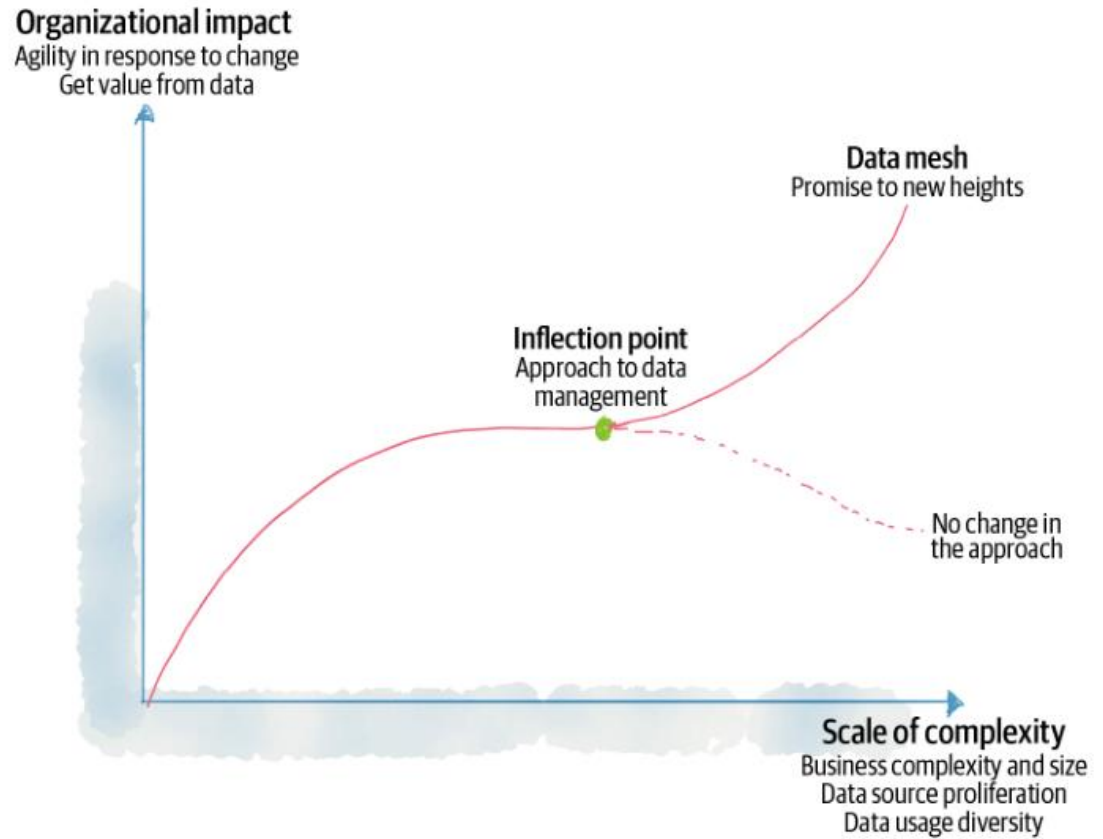 Organizational impact
Agility in response to change
Get value from data
Data mesh
Promise to new heights
Inflection point
Approach to data
management
No change in
the approach
Scale of complexity
Business complexity and size
Data source proliferation
Data usage diversity